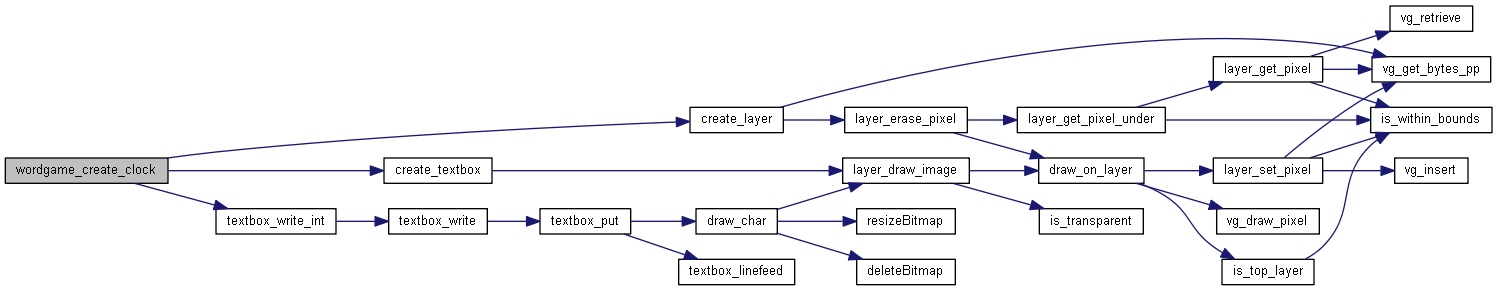 vg_retrieve
layer_get_pixel
vg_get_bytes_pp
create_layer
layer_erase_pixel
layer_get_pixel_under
is_within_bounds
wordgame_create_clock
create_textbox
layer_draw_image
draw_on_layer
layer_set_pixel
vg_insert
textbox_write_int
textbox_write
textbox_put
draw_char
resizeBitmap
is_transparent
vg_draw_pixel
textbox_linefeed
deleteBitmap
is_top_layer